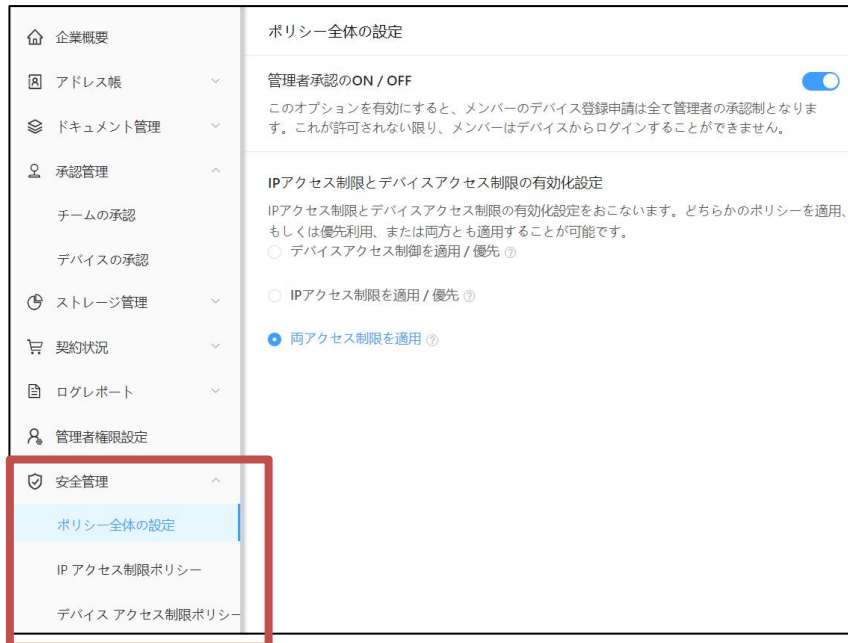 企業概要
アドレス帳
ドキュメント管理
承認管理
チームの承認
デバイスの承認
ストレージ管理
契約状況
ログレポート
管理者権限設定
安全管理
ポリシー全体の設定
IP アクセス制限ポリシー
デバイス アクセス制限ポリシー
ポリシー全体の設定
管理者承認のON / OFF
このオプションを有効にすると、メンバーのデバイス登録申請は全て管理者の承認制となりま
す。これが許可されない限り、メンバーはデバイスからログインすることができません。
IPアクセス制限とデバイスアクセス制限の有効化設定
IPアクセス制限とデバイスアクセス制限の有効化設定をおこないます。どちらかのポリシーを適用、
もしくは優先利用、または両方とも適用することが可能です。
デバイスアクセス制御を適用 / 優先 ?
IPアクセス制限を適用 / 優先 ?
両アクセス制限を適用 ?